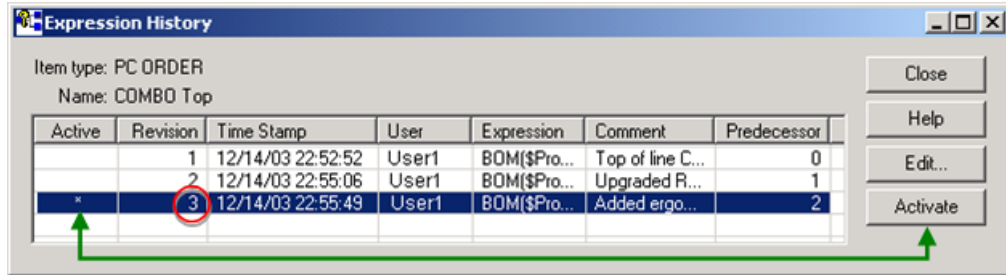 Expression History
Item type: PC ORDER
Name: COMBO Top
Close
Help
Edit...
Activate
Active Revision Time Stamp User Expression Comment Predecessor
1 12/14/03 22:52:52 User1 BOM($Pro... Top of line C... 0
2 12/14/03 22:55:06 User1 BOM($Pro... Upgraded R... 1
* 3 12/14/03 22:55:49 User1 BOM($Pro... Added ergo... 2